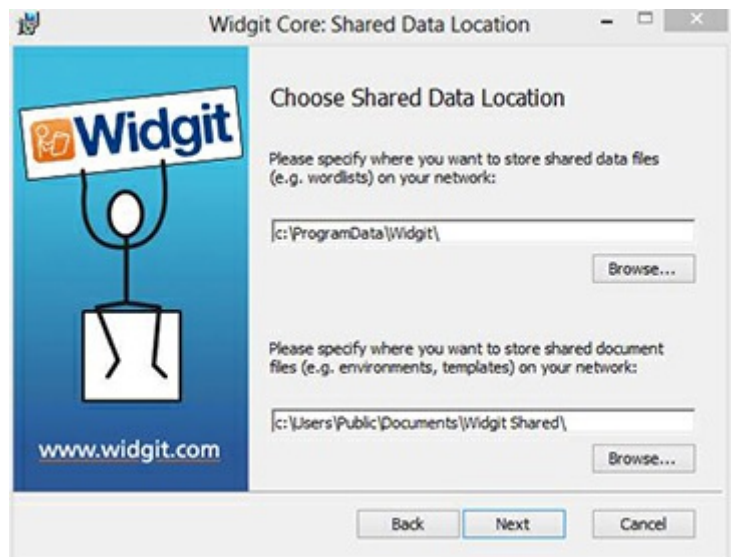 Widgit Core: Shared Data Location
Widgit
Choose Shared Data Location
Please specify where you want to store shared data files
(e.g. wordlists) on your network:
c:\ProgramData\Widgit\
Browse...
Please specify where you want to store shared document
files (e.g. environments, templates) on your network:
c:\Users\Public\Documents\Widgit Shared\
Browse...
www.widgit.com
Back Next Cancel